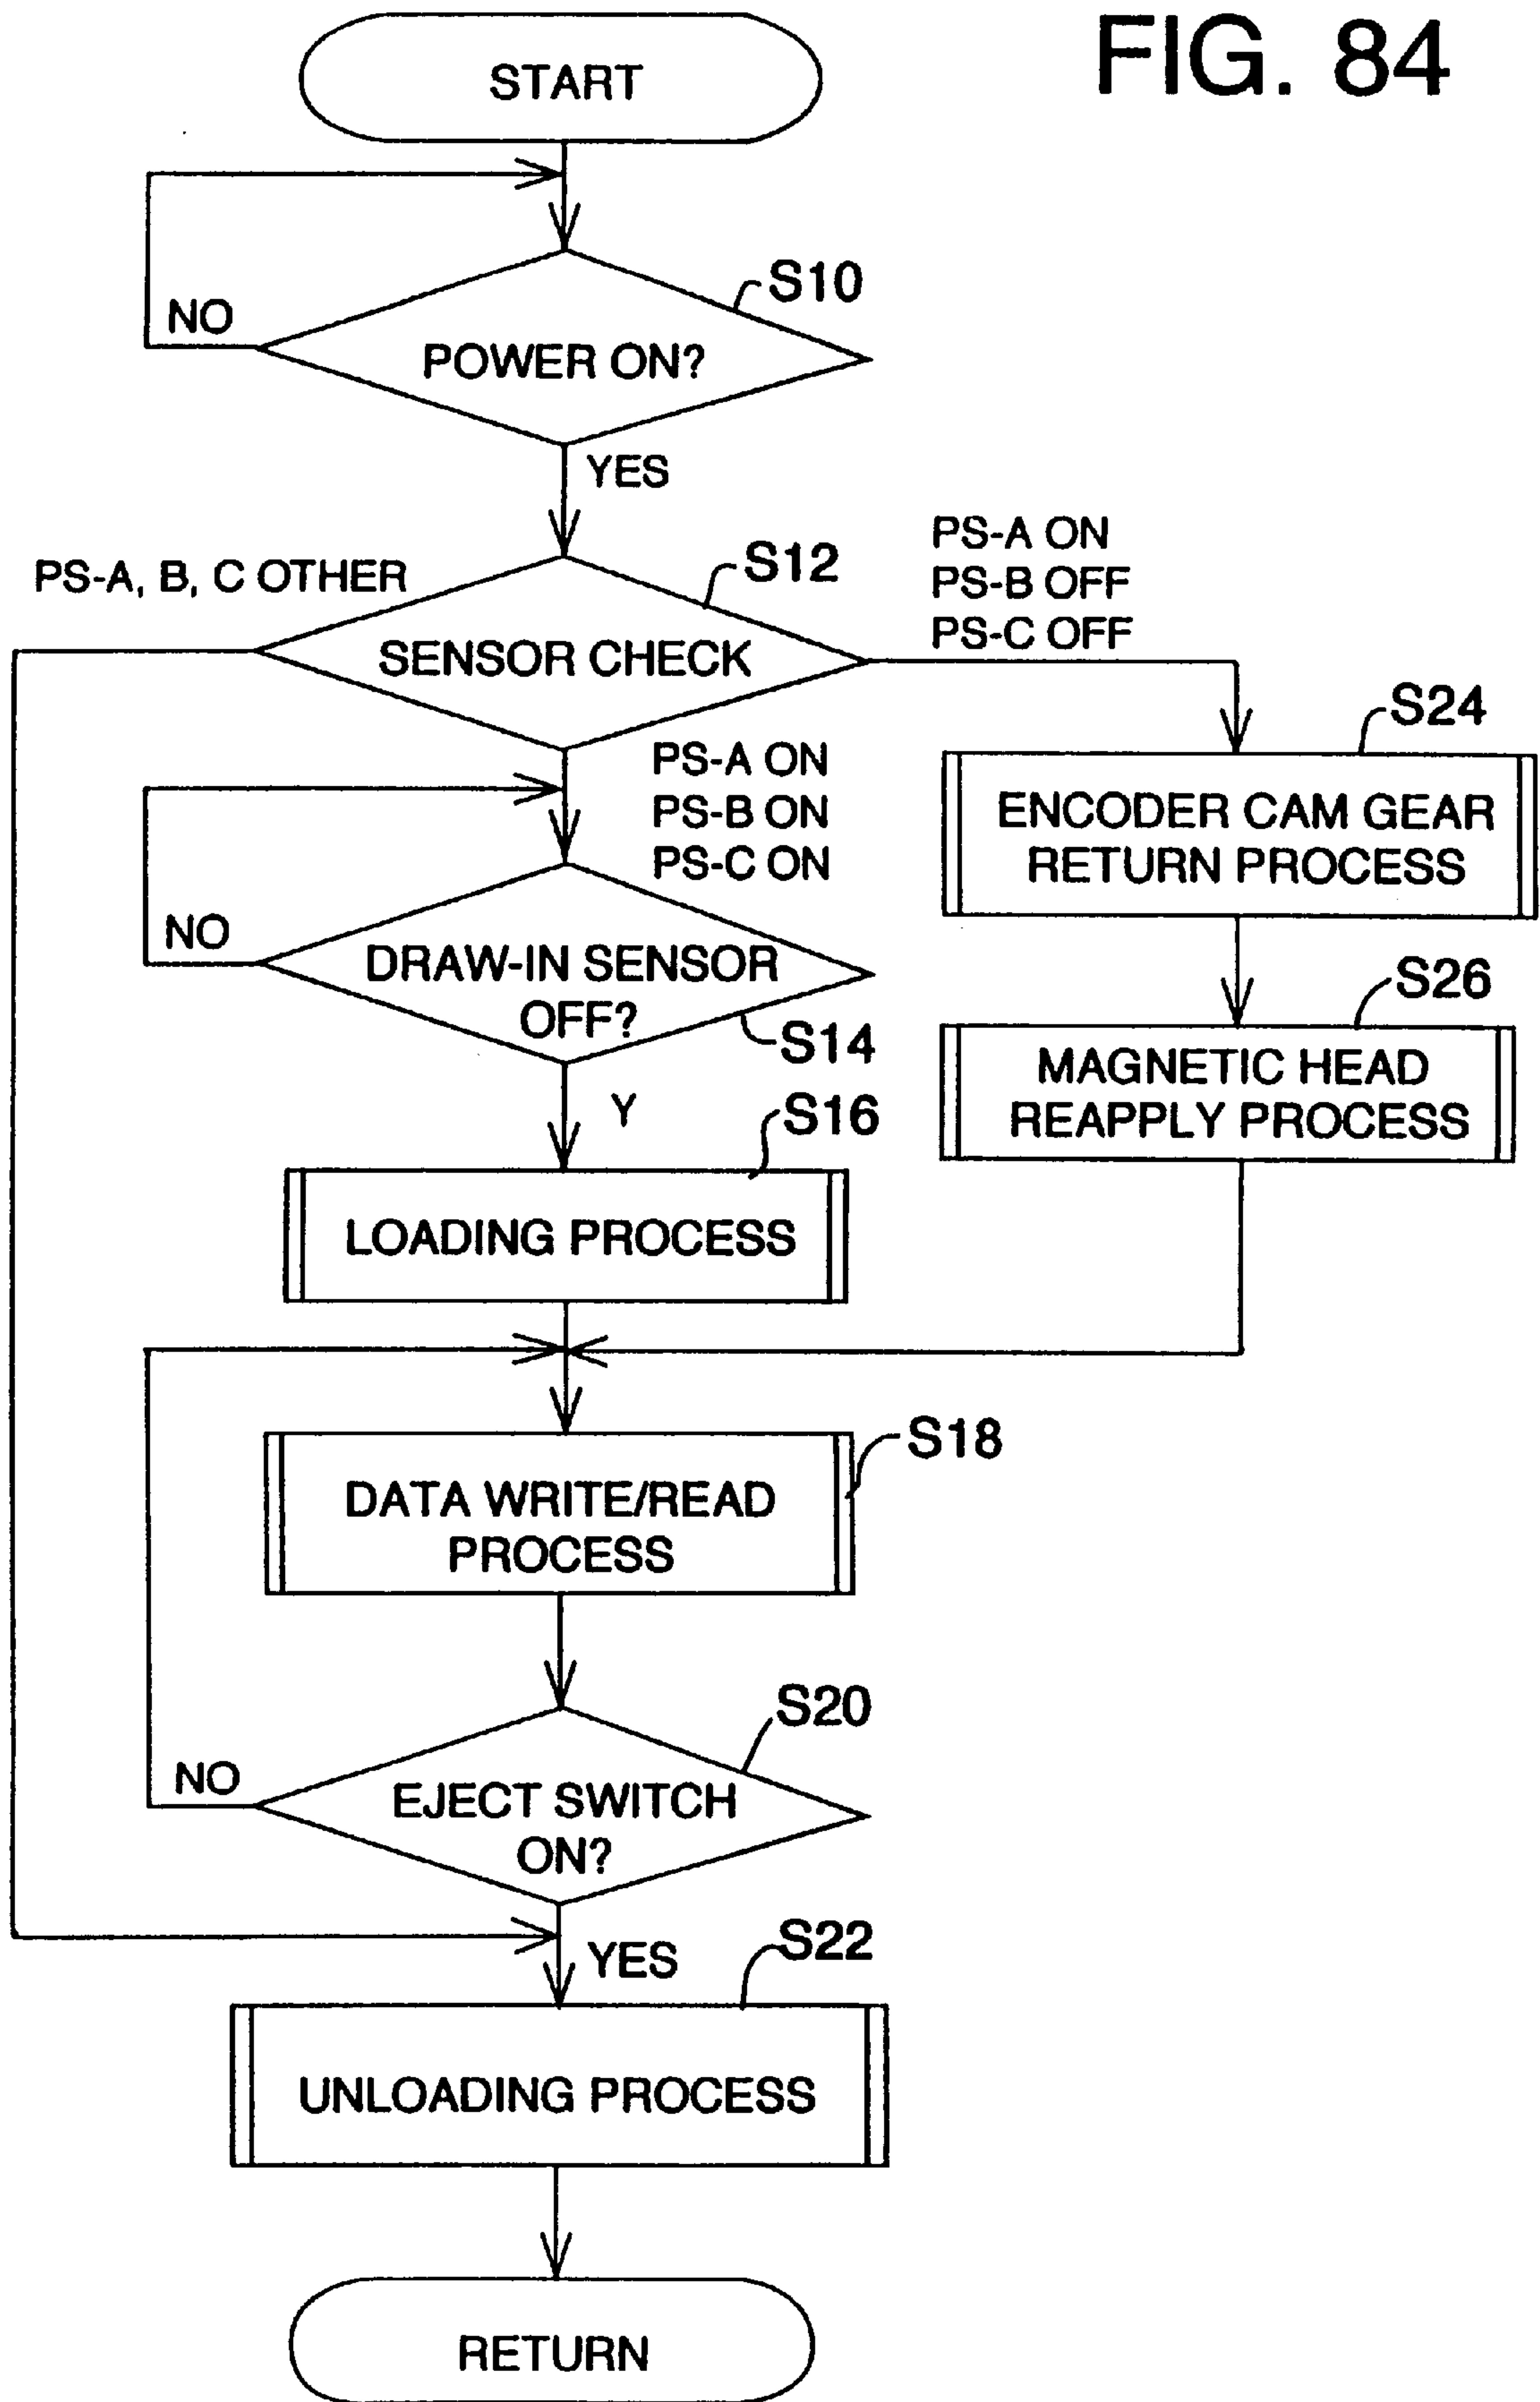 FIG. 84
START
S10
NO
POWER ON?
YES
PS-A, B, C OTHER
S12
PS-A ON
PS-B OFF
PS-C OFF
SENSOR CHECK
S24
PS-A ON
PS-B ON
PS-C ON
ENCODER CAM GEAR
RETURN PROCESS
NO
DRAW-IN SENSOR
OFF?
S14
S26
MAGNETIC HEAD
REAPPLY PROCESS
Y
S16
LOADING PROCESS
S18
DATA WRITE/READ
PROCESS
S20
NO
EJECT SWITCH
ON?
YES
S22
UNLOADING PROCESS
RETURN